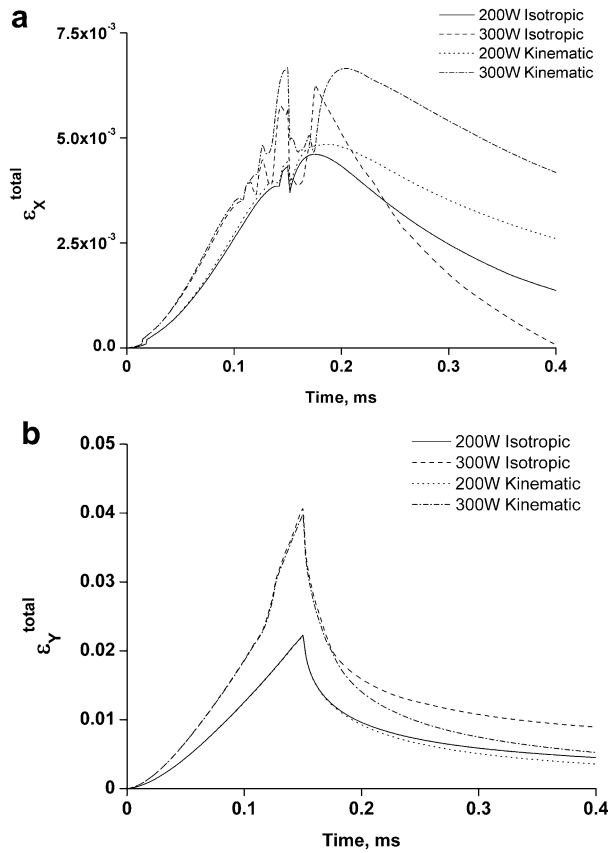 a
200W Isotropic
300W Isotropic
200W Kinematic
300W Kinematic
7.5x10⁻³
5.0x10⁻³
2.5x10⁻³
0.0
εX total
0 0.1 0.2 0.3 0.4
Time, ms
b
200W Isotropic
300W Isotropic
200W Kinematic
300W Kinematic
0.05
0.04
0.03
0.02
0.01
0
εY total
0 0.1 0.2 0.3 0.4
Time, ms